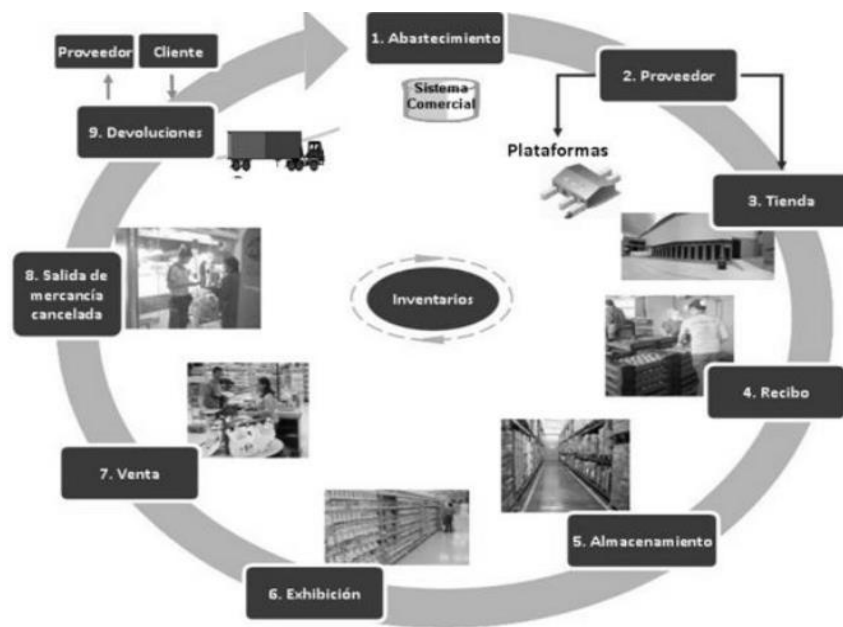 Proveedor
Cliente
1. Abastecimiento
Sistema
Comercial
2. Proveedor
9. Devoluciones
Plataformas
3. Tienda
8. Salida de
mercancía
cancelada
Inventarios
4. Recibo
7. Venta
5. Almacenamiento
6. Exhibición